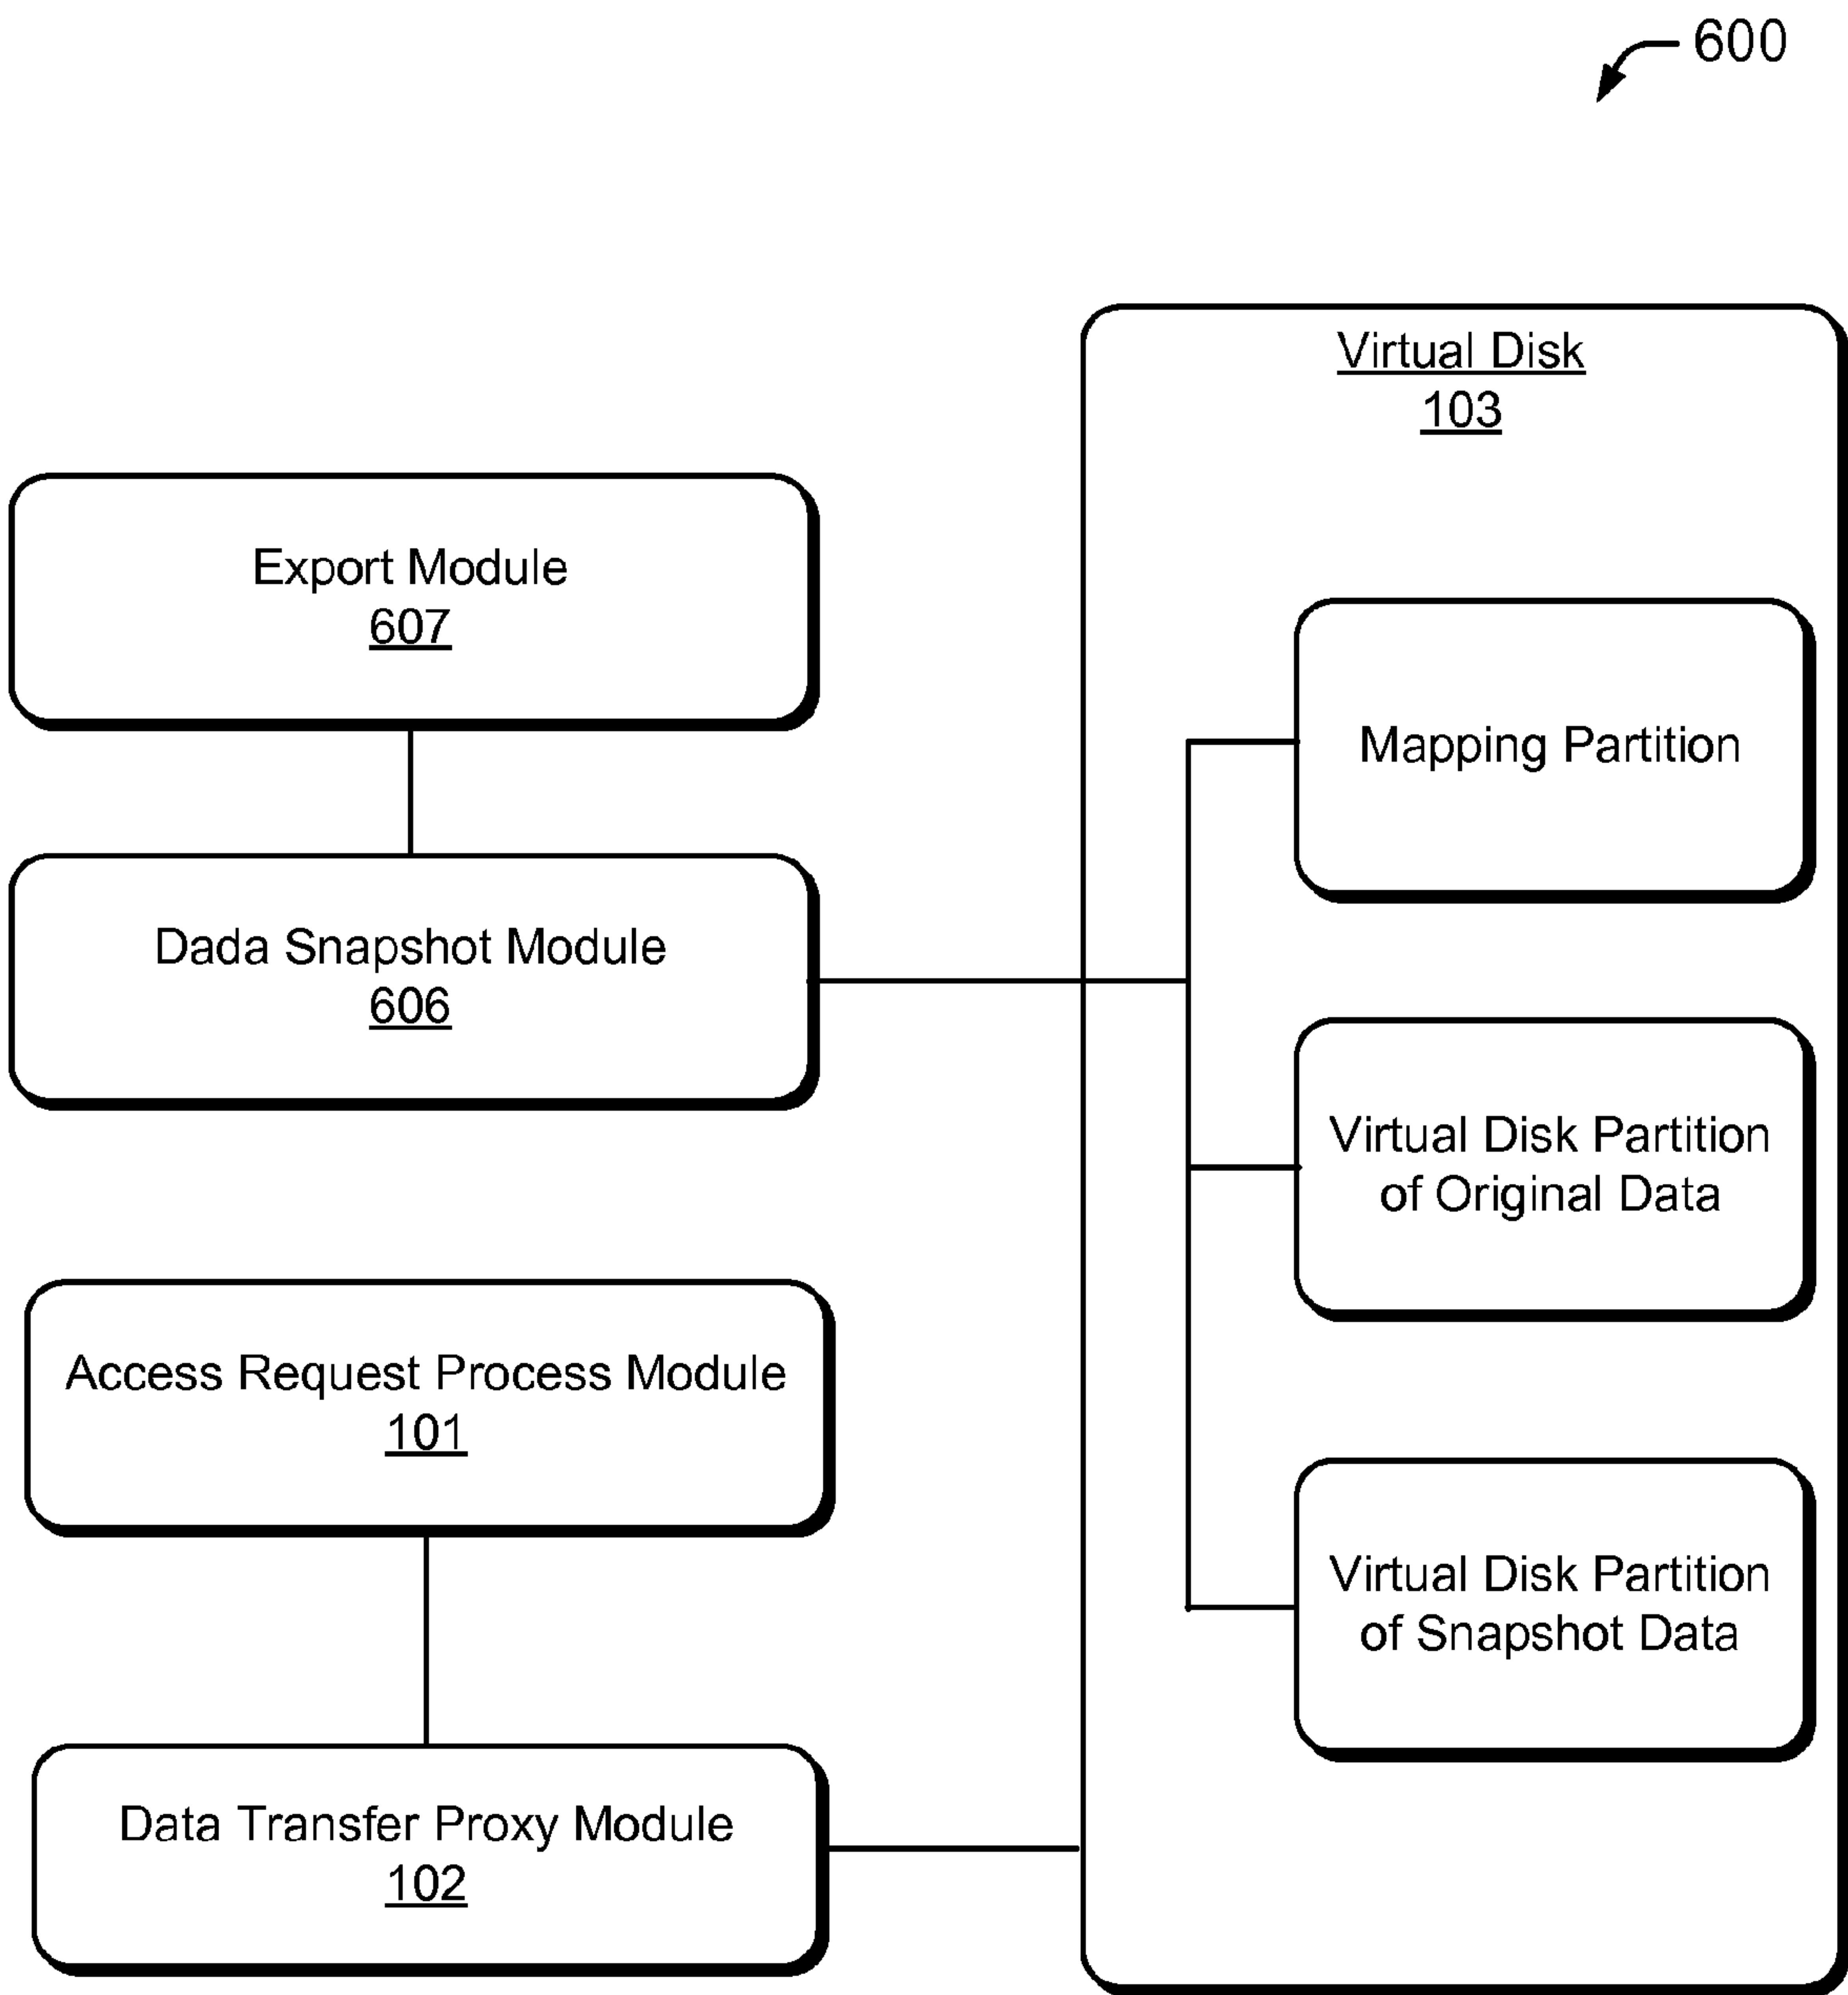 600
Virtual Disk
103
Export Module
607
Mapping Partition
Dada Snapshot Module
606
Virtual Disk Partition
of Original Data
Access Request Process Module
101
Virtual Disk Partition
of Snapshot Data
Data Transfer Proxy Module
102